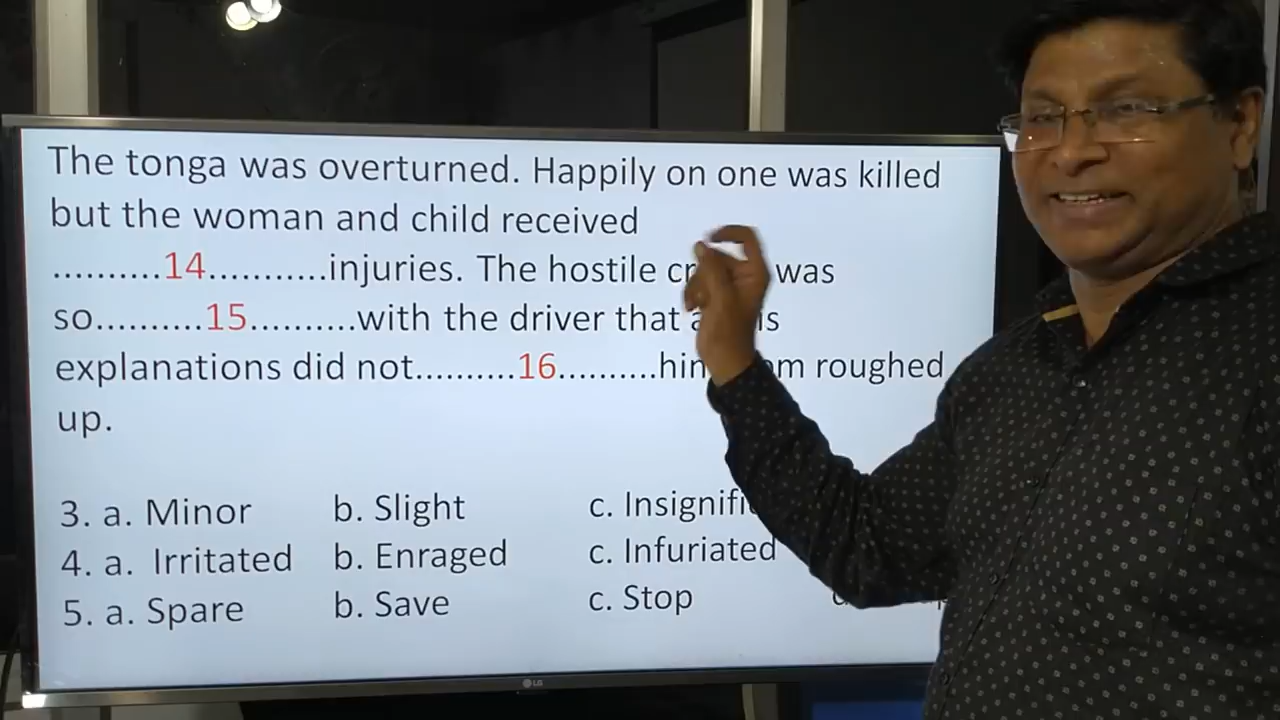 The tonga was overturned. Happily on one was killed
but the woman and child received
..........14...........injuries. The hostile was
so..........15..........with the driver that
explanations did not..........16.......... roughed
up.
3. a. Minor b. Slight c.
4. a. Irritated b. Enraged c. Infuriated
5. a. Spare b. Save c. Stop
LG